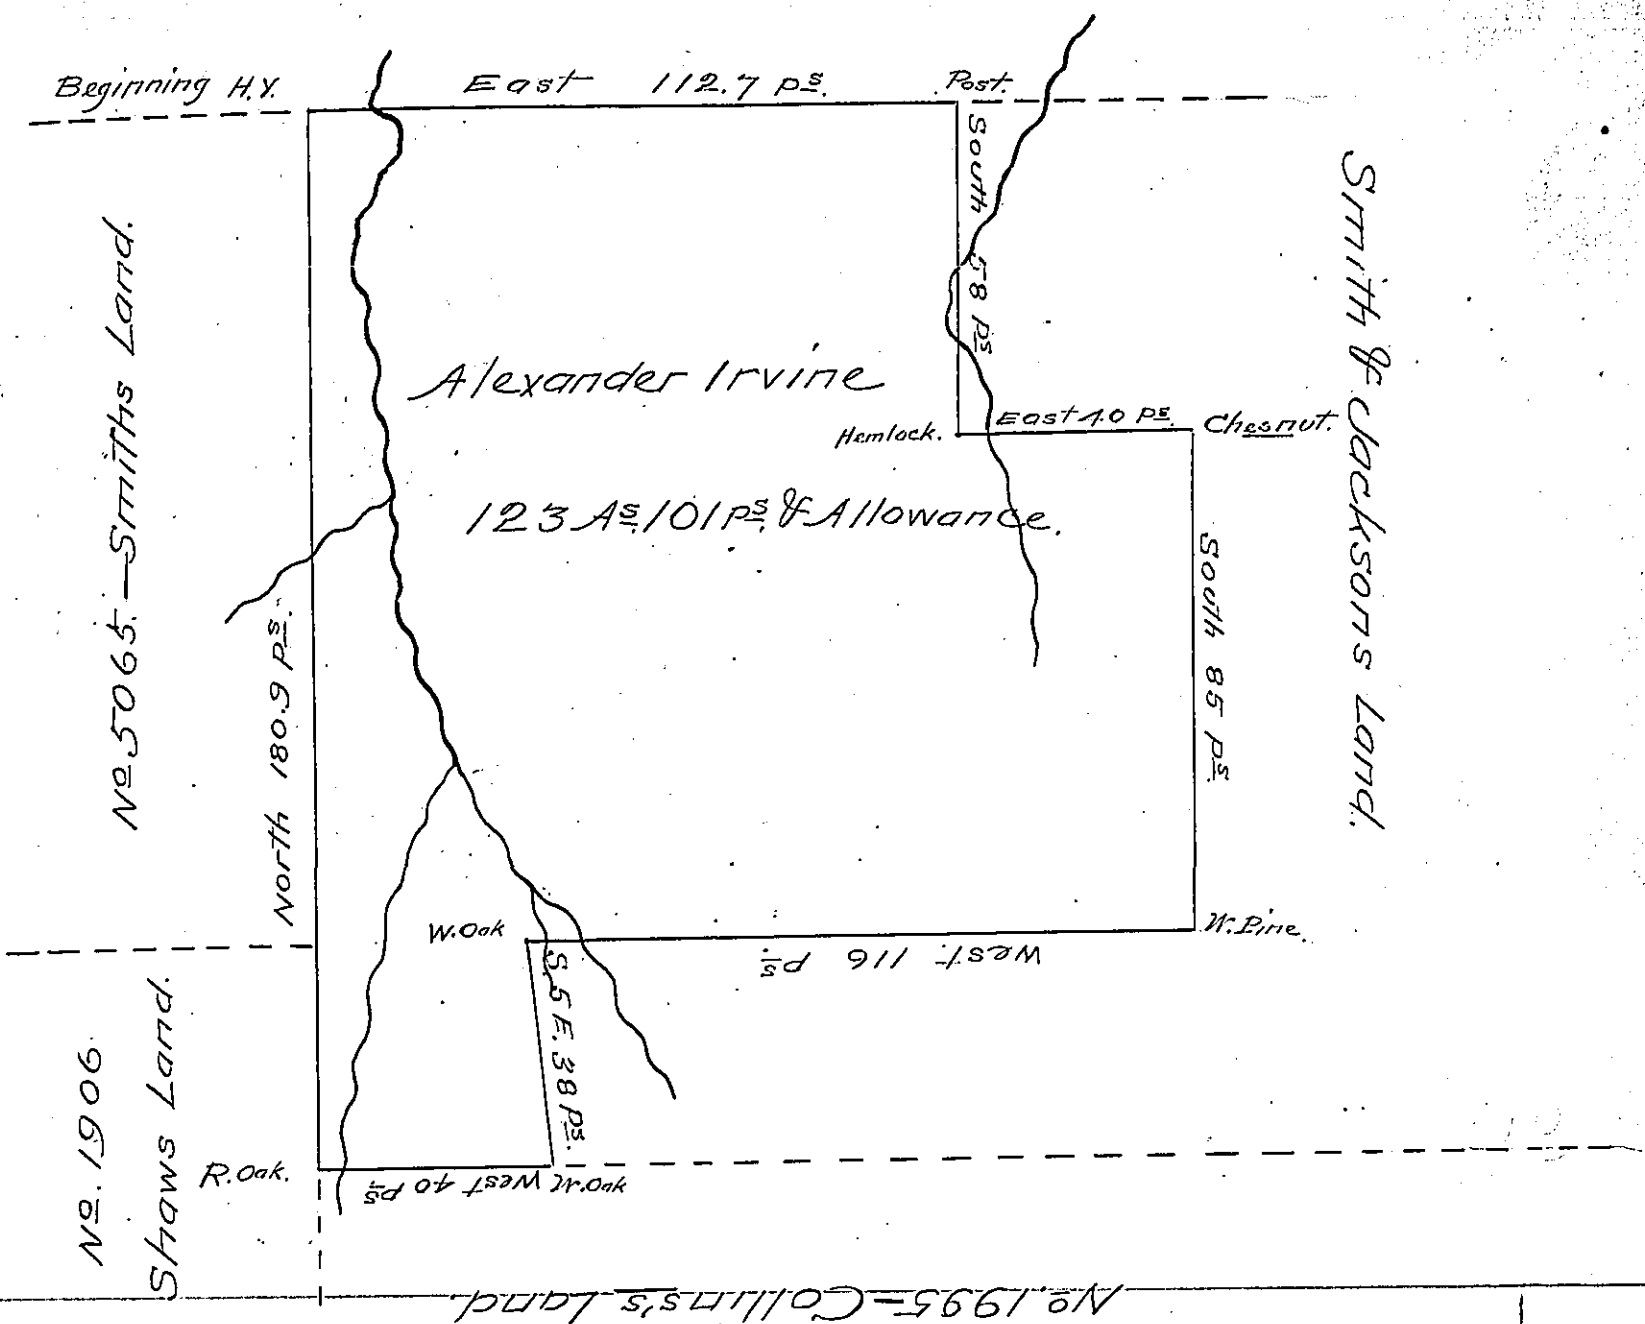 Beginning H.Y.
East 112.7 ps.
Post.
South 58 ps
Smith & Jacksons Land.
No 5065.—Smiths Land.
Alexander Irvine
Hemlock.
East 40 ps.
Chesnut.
123 As. 101 ps. & Allowance.
South 85 ps
North 180.9 ps.
W. Oak
W. Pine.
West 116 ps.
S. 5 E. 38 ps.
No. 1906.
Shaws Land.
R. Oak.
West 40 ps
W. Oak
No. 1995—Collins's Land.